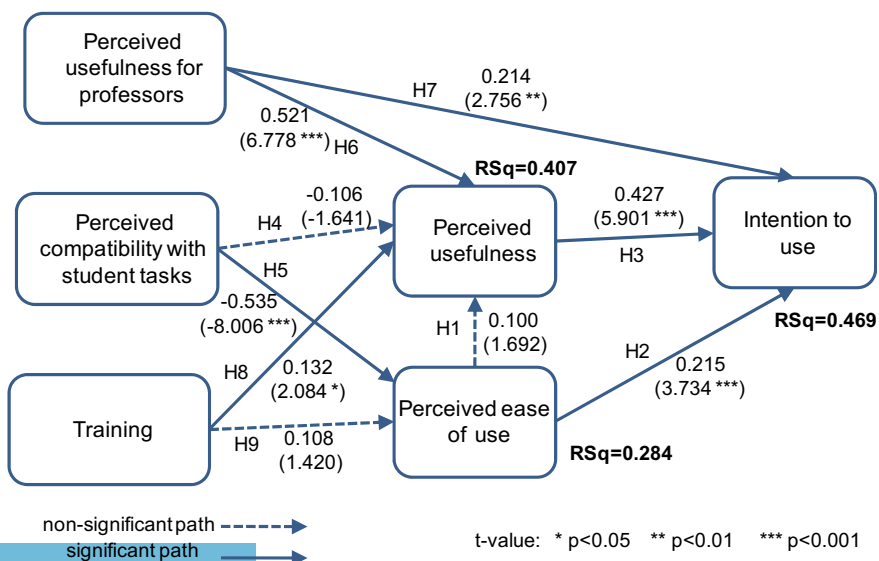 Perceived
usefulness for
professors
H7
0.214
(2.756 **)
0.521
(6.778 ***)
H6
RSq=0.407
Perceived
compatibility with
student tasks
-0.106
(-1.641)
H4
H5
-0.535
(-8.006 ***)
Perceived
usefulness
0.427
(5.901 ***)
H3
Intention to
use
RSq=0.469
H1
0.100
(1.692)
H8
0.132
(2.084 *)
H2
0.215
(3.734 ***)
Training
H9
0.108
(1.420)
Perceived ease
of use
RSq=0.284
non-significant path
significant path
t-value: * p<0.05 ** p<0.01 *** p<0.001